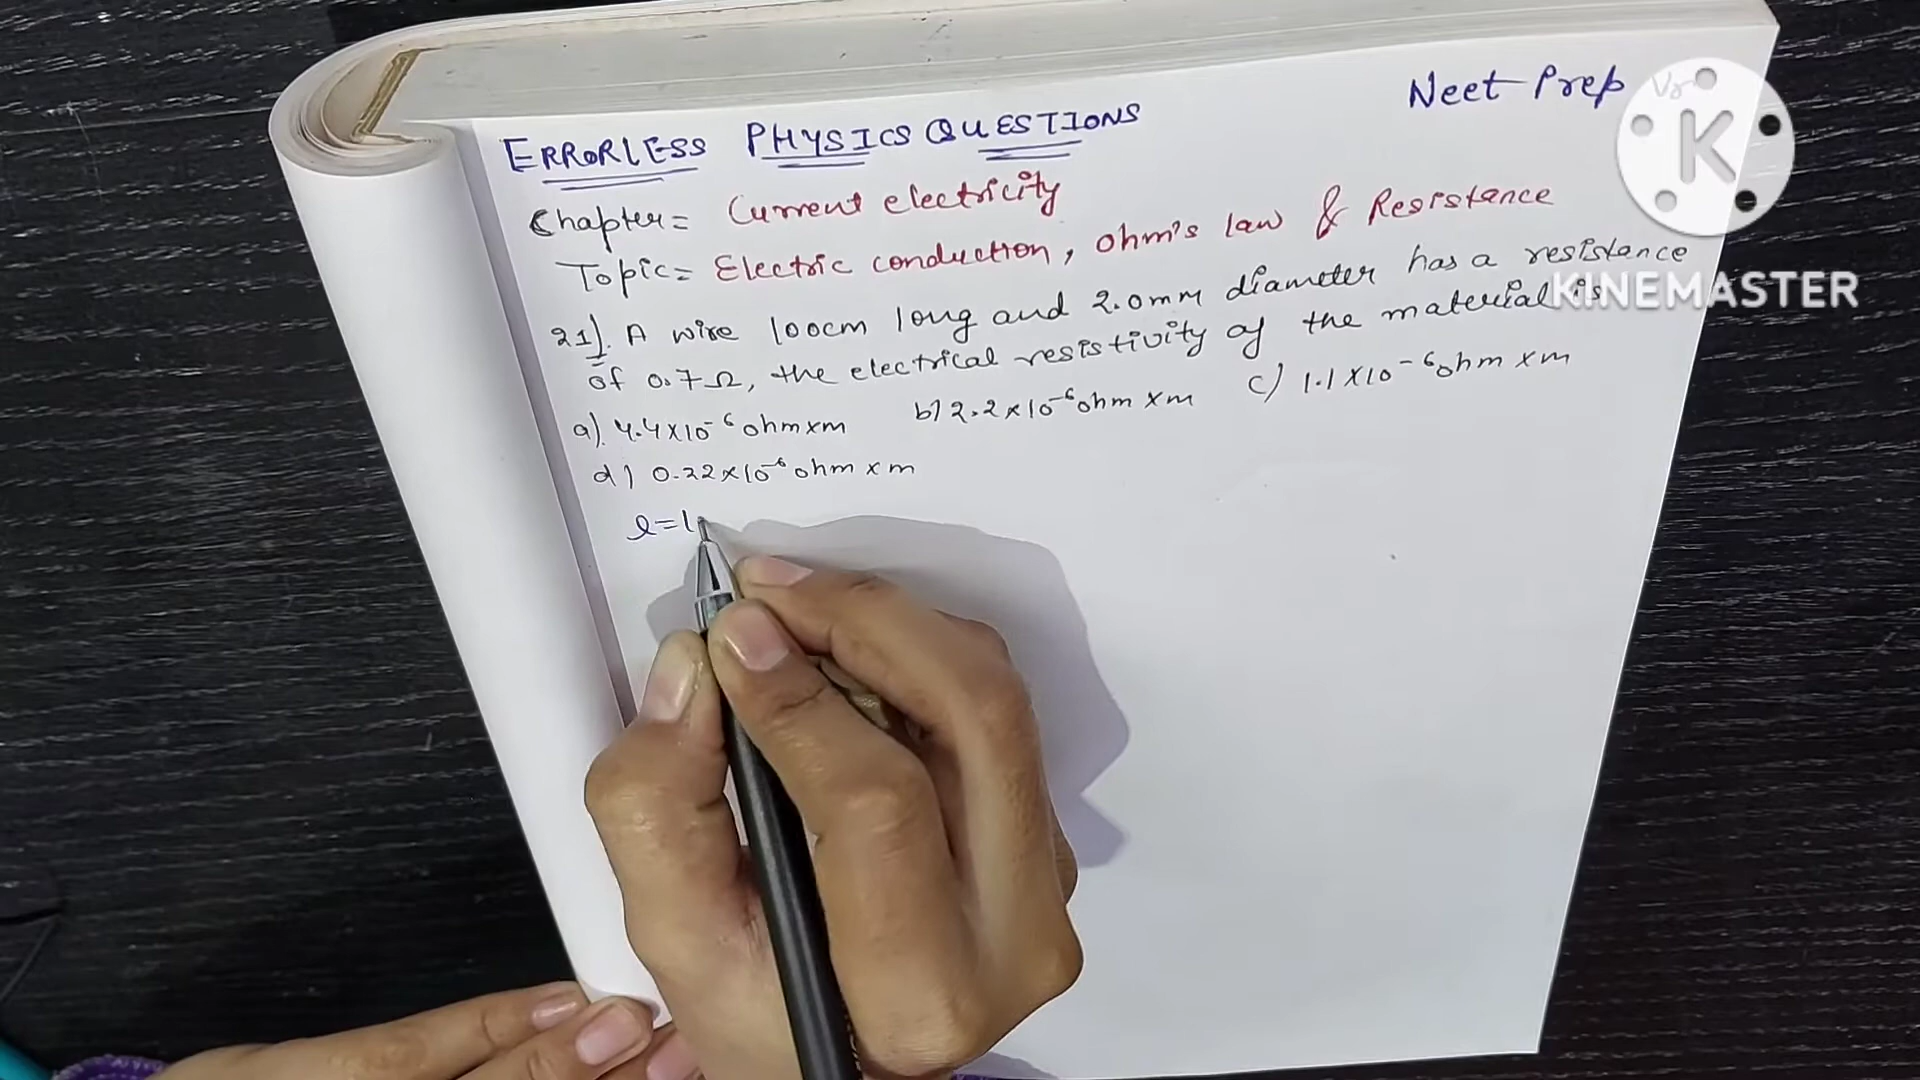 Neet Prep
ERRORLESS PHYSICS QUESTIONS
Chapter= Current electricity
Topic= Electric conduction, ohm's law & Resistance
21). A wire 100cm long and 2.0mm diameter has a resistance
of 0.7Ω, the electrical resistivity of the material is
a). 4.4×10⁻⁶ ohm×m b) 2.2×10⁻⁶ ohm×m c) 1.1×10⁻⁶ ohm×m
d) 0.22×10⁻⁶ ohm×m
l=1
K
KINEMASTER